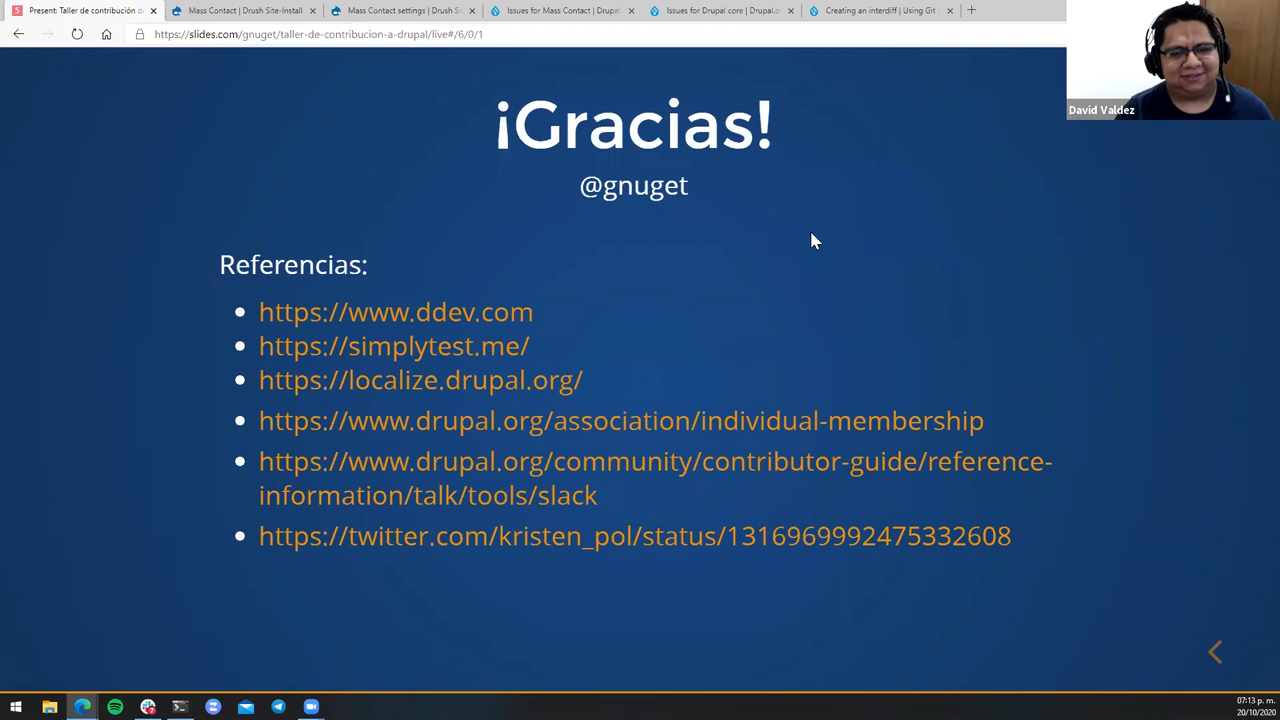 Present: Taller de contribución d
Mass Contact | Drush Site-Install
Mass Contact settings | Drush S
Issues for Mass Contact | Drupal
Issues for Drupal core | Drupal.o
Creating an interdiff | Using Git
https://slides.com/gnuget/taller-de-contribucion-a-drupal/live#/6/0/1
David Valdez
¡Gracias!
@gnuget
Referencias:
https://www.ddev.com
https://simplytest.me/
https://localize.drupal.org/
https://www.drupal.org/association/individual-membership
https://www.drupal.org/community/contributor-guide/reference-
information/talk/tools/slack
https://twitter.com/kristen_pol/status/1316969992475332608
07:13 p. m.
20/10/2020